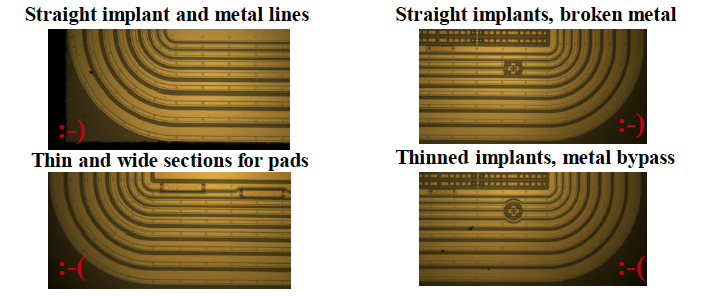 Straight implant and metal lines
Straight implants, broken metal
:-)
:-)
Thin and wide sections for pads
Thinned implants, metal bypass
:-(
:-(